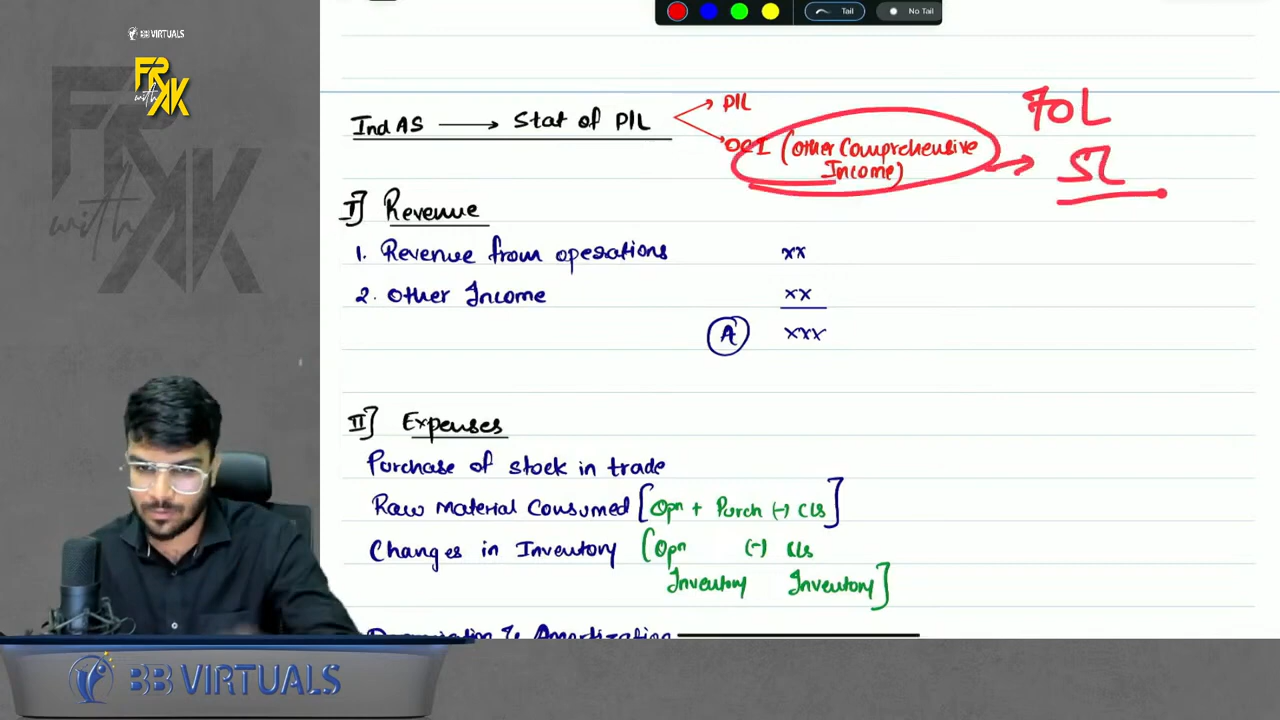 BB VIRTUALS
FR
with
KK
Tail
No Tail
Ind AS → Stat of P/L
P/L
OCI (Other Comprehensive
Income)
70L
5L
I] Revenue
1. Revenue from operations xx
2. Other Income xx
A xxx
II] Expenses
Purchase of stock in trade
Raw Material Consumed [Opn + Purch (-) Cls]
Changes in Inventory [Opn (-) Cls
Inventory Inventory]
Depreciation & Amortization
BB VIRTUALS